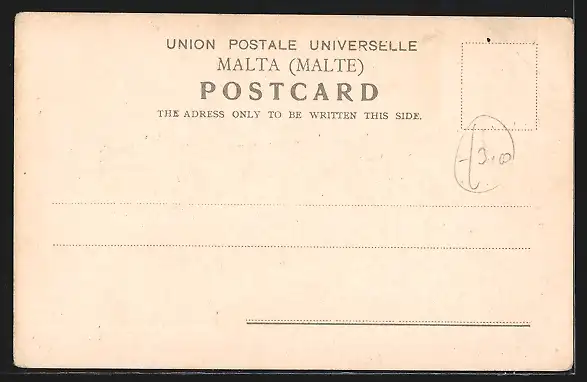 UNION POSTALE UNIVERSELLE
MALTA (MALTE)
POSTCARD
THE ADRESS ONLY TO BE WRITTEN THIS SIDE.